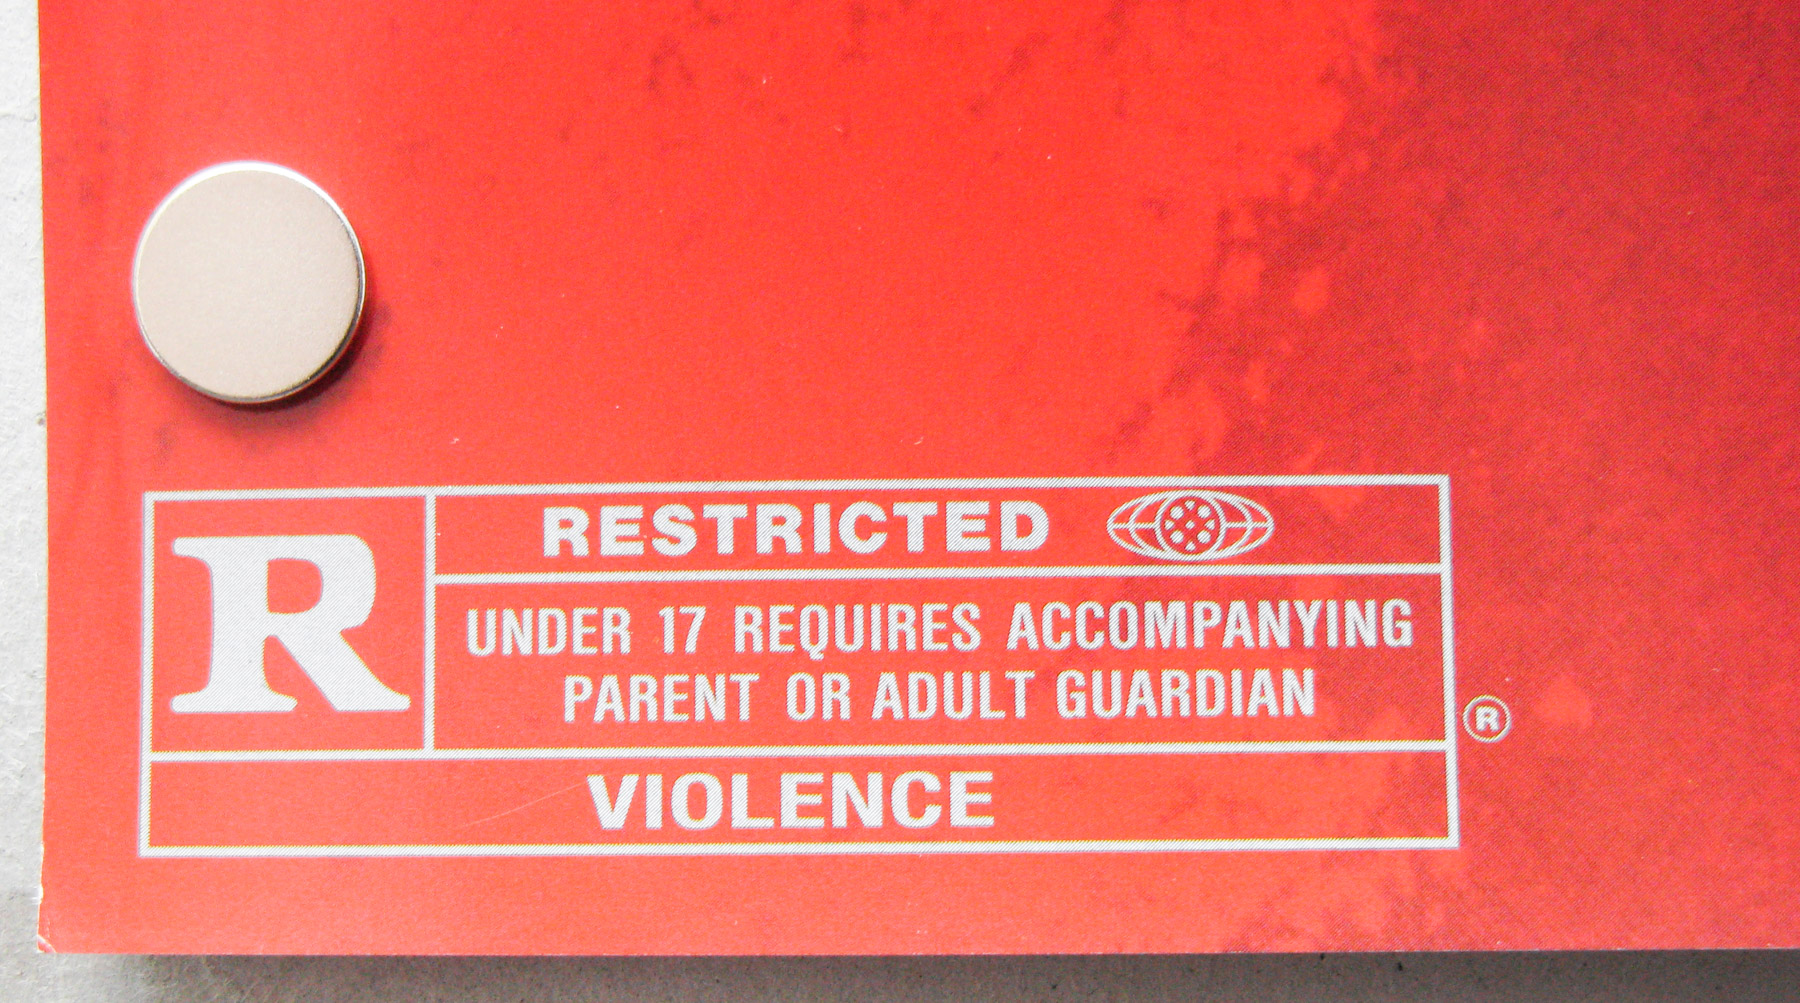 R
RESTRICTED
UNDER 17 REQUIRES ACCOMPANYING
PARENT OR ADULT GUARDIAN
®
VIOLENCE